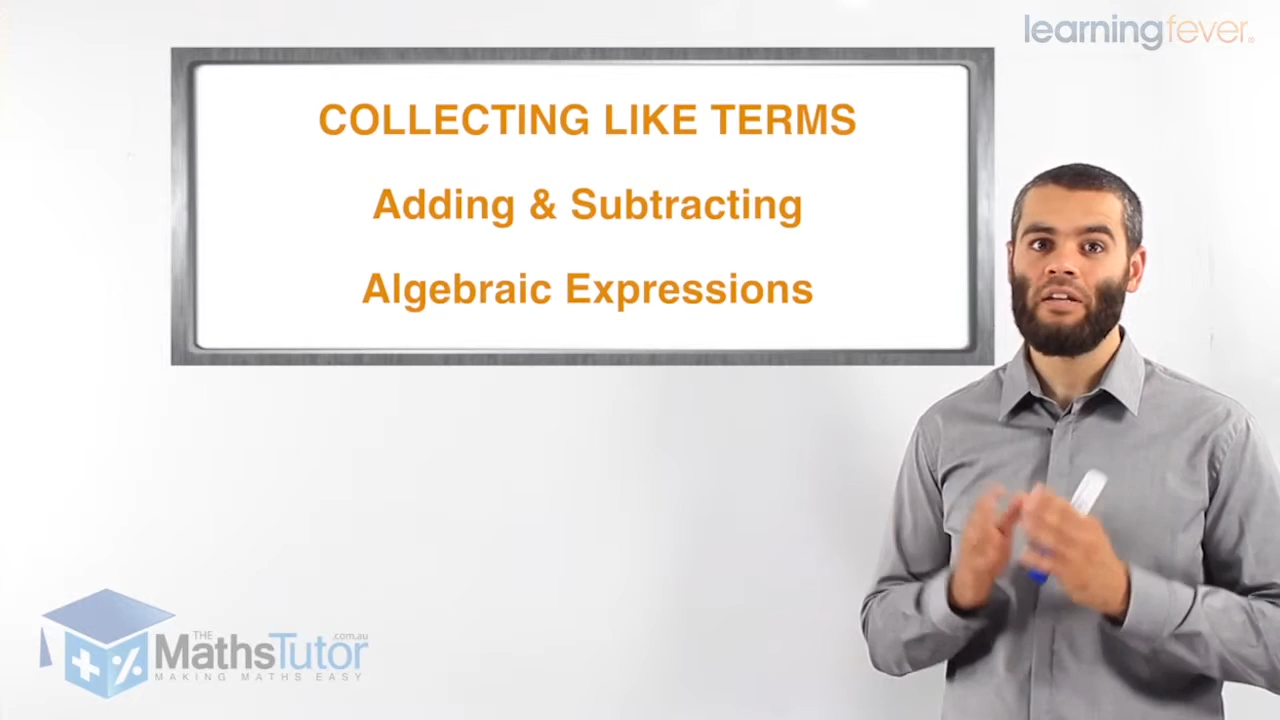 learningfever®
COLLECTING LIKE TERMS
Adding & Subtracting
Algebraic Expressions
THE
MathsTutor
.com.au
MAKING MATHS EASY